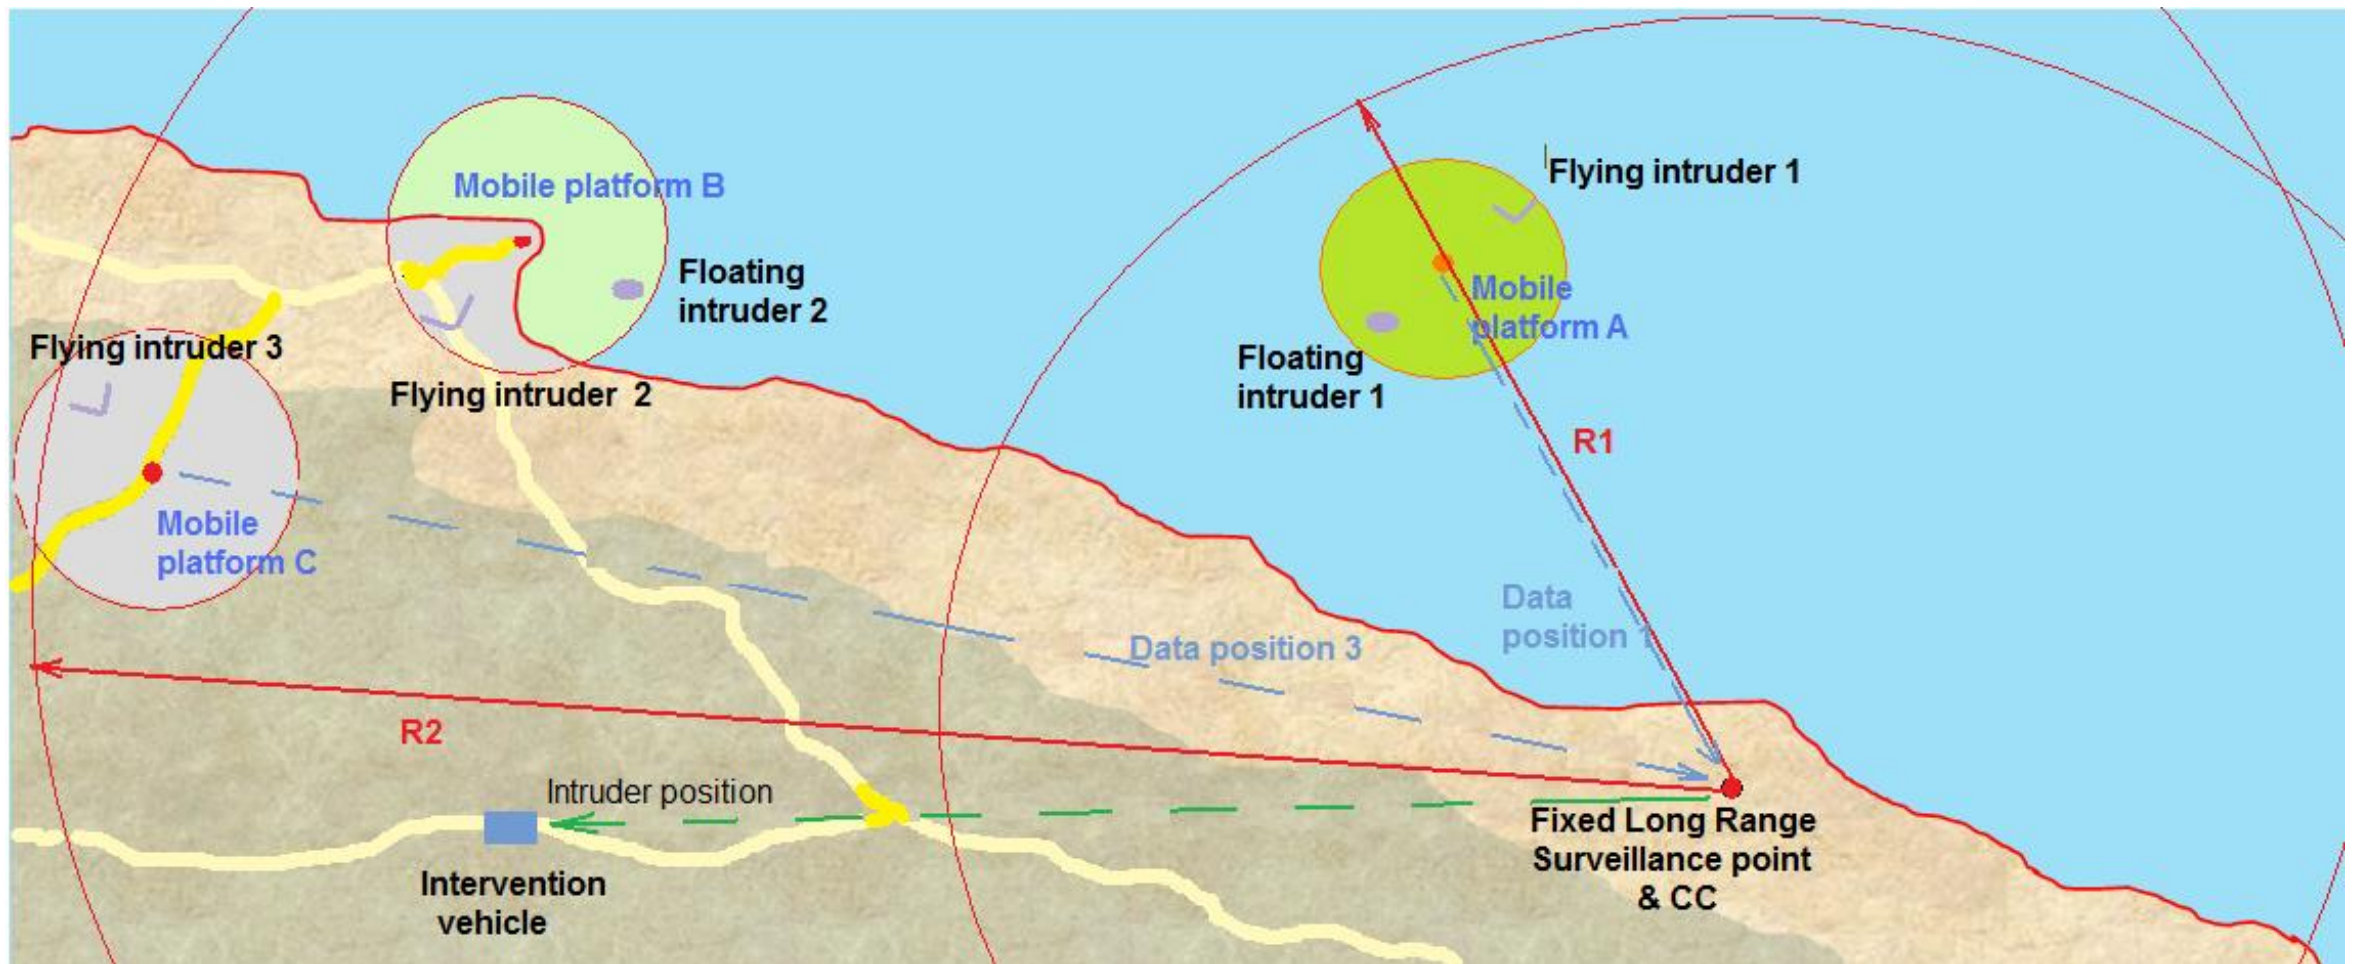 Mobile platform B
Flying intruder 1
Floating
intruder 2
Mobile
platform A
Flying intruder 3
Floating
intruder 1
Flying intruder 2
R1
Mobile
platform C
Data
position 1
Data position 3
R2
Intruder position
Fixed Long Range
Surveillance point
& CC
Intervention
vehicle